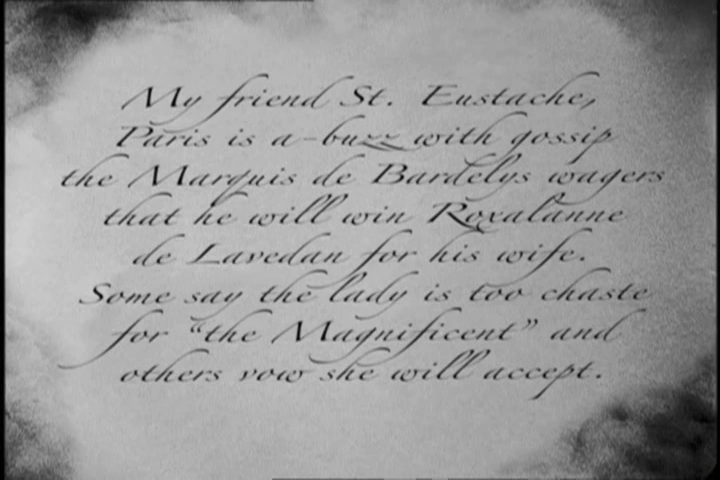 My friend St. Eustache,
Paris is a-buzz with gossip
the Marquis de Bardelys wagers
that he will win Roxalanne
de Lavedan for his wife.
Some say the lady is too chaste
for "the Magnificent" and
others vow she will accept.